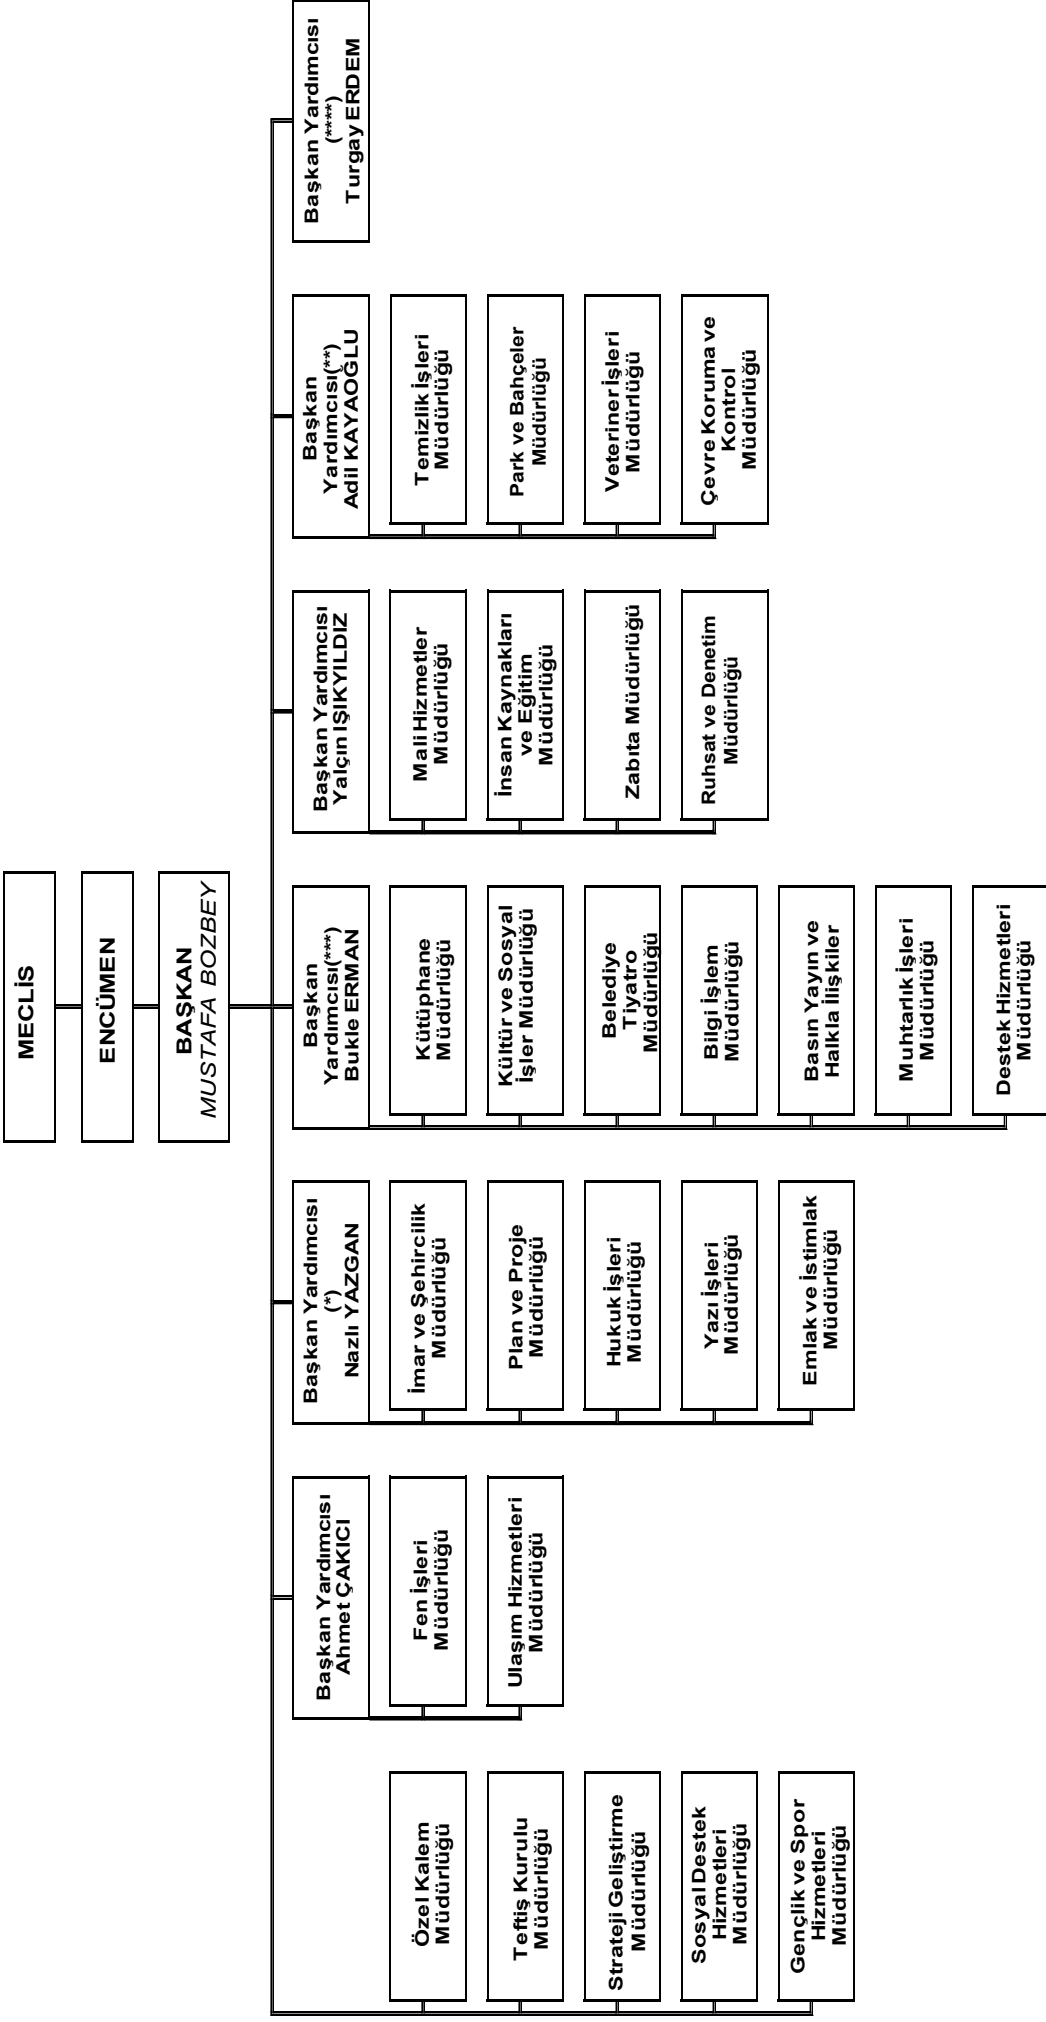 MECLİS
ENCÜMEN
BAŞKAN
MUSTAFA BOZBEY
Özel Kalem
Müdürlüğü
Teftiş Kurulu
Müdürlüğü
Strateji Geliştirme
Müdürlüğü
Sosyal Destek
Hizmetleri
Müdürlüğü
Gençlik ve Spor
Hizmetleri
Müdürlüğü
Başkan Yardımcısı
Ahmet ÇAKICI
Fen İşleri
Müdürlüğü
Ulaşım Hizmetleri
Müdürlüğü
Başkan Yardımcısı
(*)
Nazlı YAZGAN
İmar ve Şehircilik
Müdürlüğü
Plan ve Proje
Müdürlüğü
Hukuk İşleri
Müdürlüğü
Yazı İşleri
Müdürlüğü
Emlak ve İstimlak
Müdürlüğü
Başkan
Yardımcısı(***)
Bukle ERMAN
Kütüphane
Müdürlüğü
Kültür ve Sosyal
İşler Müdürlüğü
Belediye
Tiyatro
Müdürlüğü
Bilgi İşlem
Müdürlüğü
Basın Yayın ve
Halkla İlişkiler
Muhtarlık İşleri
Müdürlüğü
Destek Hizmetleri
Müdürlüğü
Başkan Yardımcısı
Yalçın IŞIKYILDIZ
Mali Hizmetler
Müdürlüğü
İnsan Kaynakları
ve Eğitim
Müdürlüğü
Zabıta Müdürlüğü
Ruhsat ve Denetim
Müdürlüğü
Başkan
Yardımcısı(**)
Adil KAYAOĞLU
Temizlik İşleri
Müdürlüğü
Park ve Bahçeler
Müdürlüğü
Veteriner İşleri
Müdürlüğü
Çevre Koruma ve
Kontrol
Müdürlüğü
Başkan Yardımcısı
(****)
Turgay ERDEM